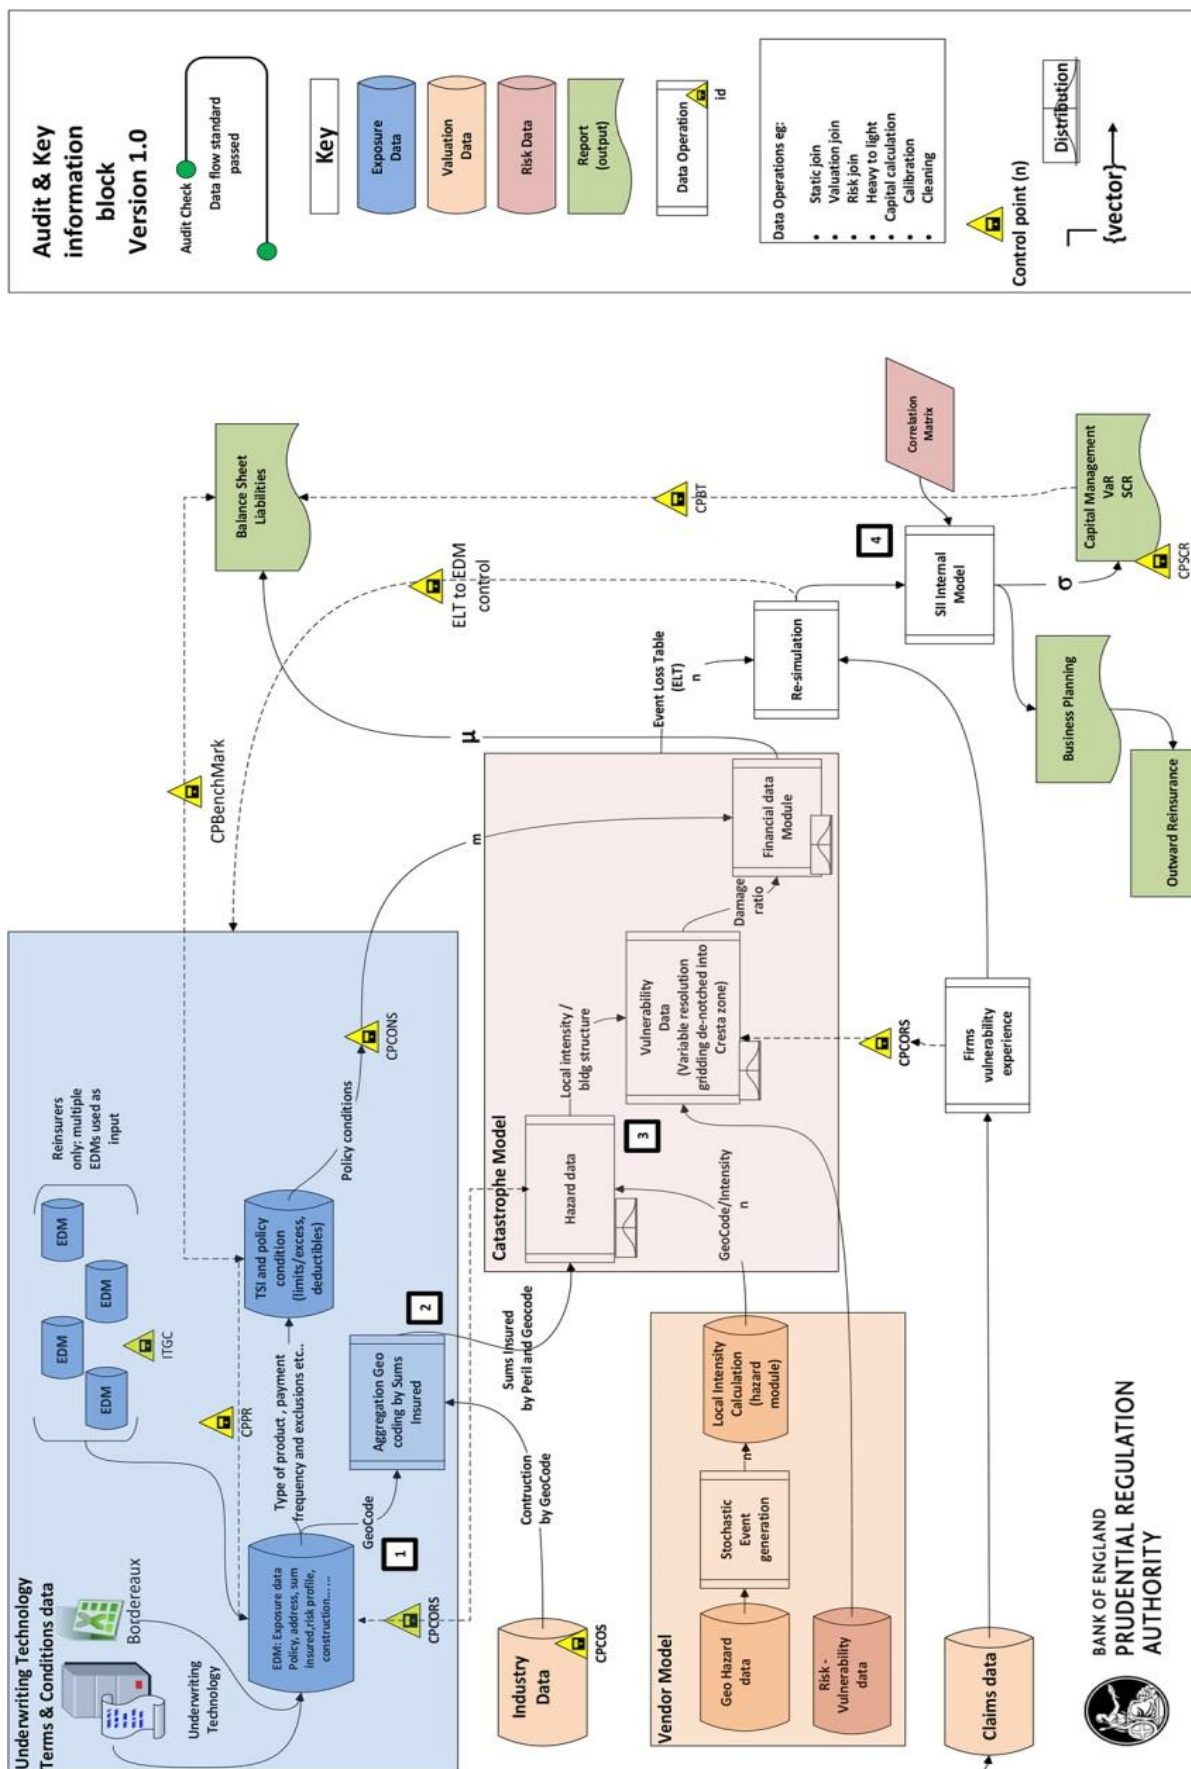 Underwriting Technology
Terms & Conditions data
Underwriting
Technology
Bordereaux
EDM: Exposure data
Policy, address, sum
insured,risk profile,
construction......
1
CPCORS
EDM
EDM
EDM
EDM
Reinsurers
only: multiple
EDMs used as
input
ITGC
CPPR
Type of product , payment
frequency and exclusions etc..
GeoCode
TSI and policy
condition
(limits/excess,
deductibles)
Policy conditions
CPCONS
Aggregation Geo
coding by Sums
Insured
2
Sums Insured
by Peril and Geocode
Contruction
by GeoCode
Industry
Data
CPCOS
CPBenchMark
ELT to EDM
control
Balance Sheet
Liabilities
m
μ
Catastrophe Model
Hazard data
3
Local intensity /
bldg structure
GeoCode/Intensity
n
Vulnerability
Data
(Variable resolution
gridding de-notched into
Cresta zone)
Damage
ratio
Financial data
Module
Event Loss Table
(ELT)
n
Re-simulation
CPBT
Vendor Model
Geo Hazard
data
Stochastic
Event
generation
n
Local Intensity
Calculation
(hazard
module)
Risk -
Vulnerability
data
CPCORS
Claims data
Firms
vulnerability
experience
SII Internal
Model
4
Correlation
Matrix
σ
Capital Management
VaR
SCR
CPSCR
Business Planning
Outward Reinsurance
BANK OF ENGLAND
PRUDENTIAL REGULATION
AUTHORITY
Audit & Key
information
block
Version 1.0
Audit Check
Data flow standard
passed
Key
Exposure
Data
Valuation
Data
Risk Data
Report
(output)
Data Operation
id
Data Operations eg:
• Static join
• Valuation join
• Risk join
• Heavy to light
• Capital calculation
• Calibration
• Cleaning
Control point (n)
Distribution
{vector}